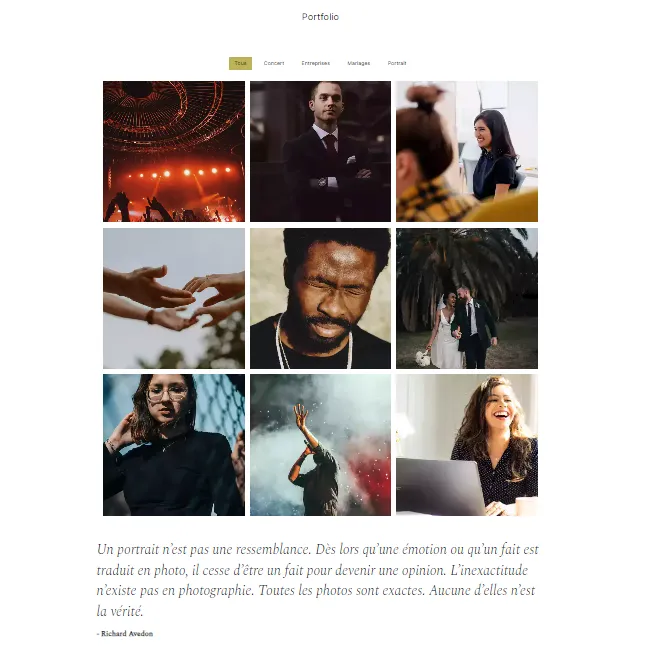 Portfolio
Tous Concert Entreprises Mariages Portrait
Un portrait n’est pas une ressemblance. Dès lors qu’une émotion ou qu’un fait est
traduit en photo, il cesse d’être un fait pour devenir une opinion. L’inexactitude
n’existe pas en photographie. Toutes les photos sont exactes. Aucune d’elles n’est
la vérité.
- Richard Avedon